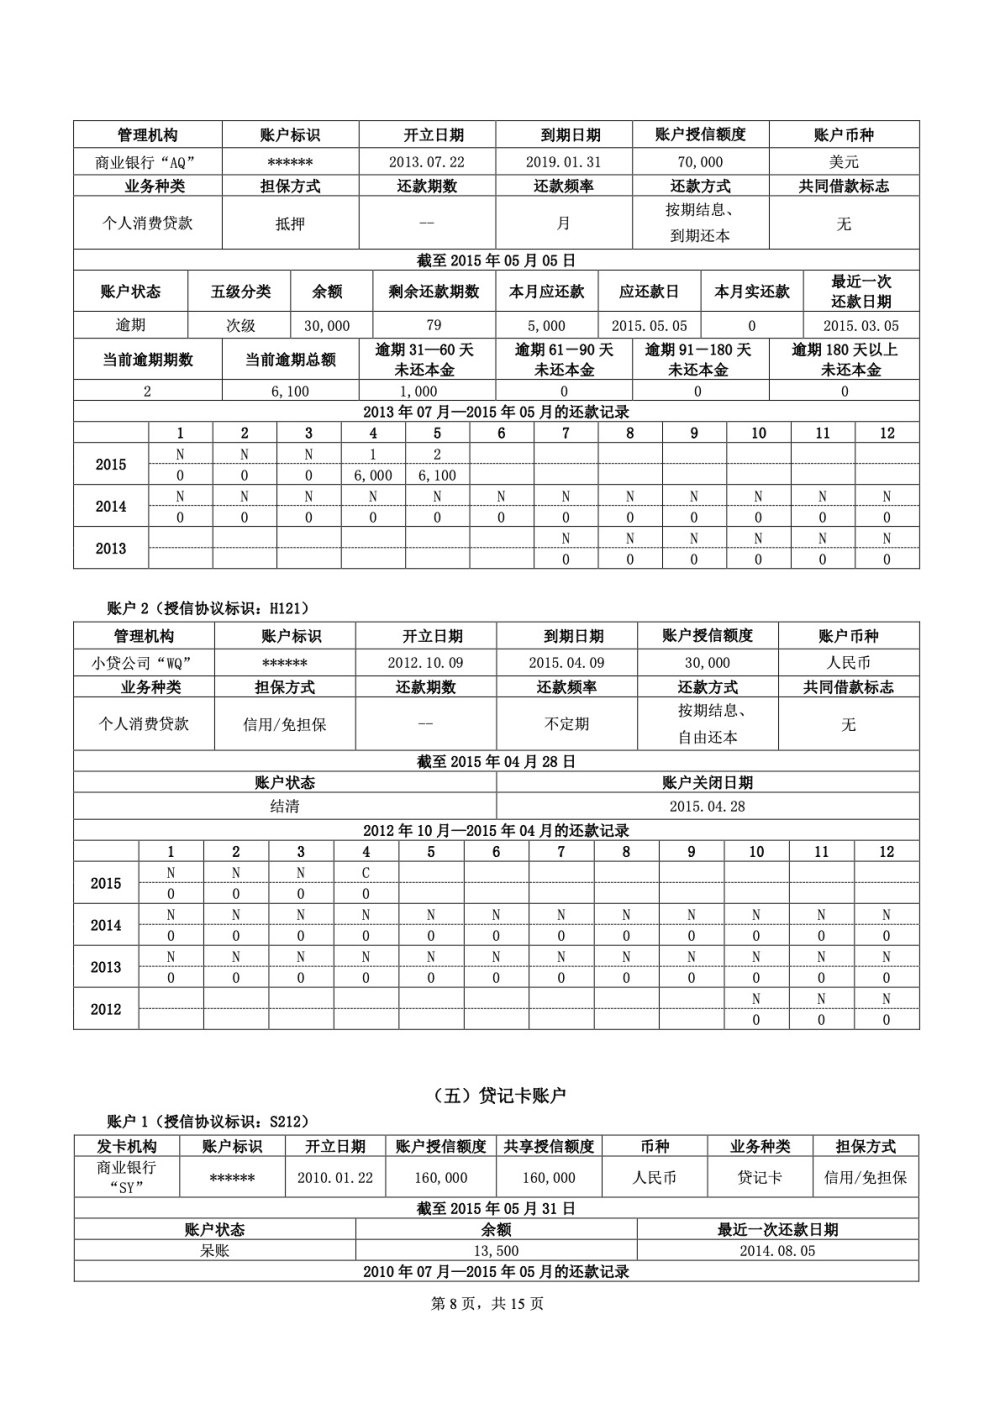 管理机构 账户标识 开立日期 到期日期 账户授信额度 账户币种
商业银行“AQ” ****** 2013.07.22 2019.01.31 70,000 美元
业务种类 担保方式 还款期数 还款频率 还款方式 共同借款标志
个人消费贷款 抵押 -- 月 按期结息、
到期还本 无
截至 2015 年 05 月 05 日
账户状态 五级分类 余额 剩余还款期数 本月应还款 应还款日 本月实还款 最近一次
还款日期
逾期 次级 30,000 79 5,000 2015.05.05 0 2015.03.05
当前逾期期数 当前逾期总额 逾期 31—60 天
未还本金 逾期 61－90 天
未还本金 逾期 91－180 天
未还本金 逾期 180 天以上
未还本金
2 6,100 1,000 0 0 0
2013 年 07 月—2015 年 05 月的还款记录
1 2 3 4 5 6 7 8 9 10 11 12
2015 N N N 1 2
0 0 0 6,000 6,100
2014 N N N N N N N N N N N N
0 0 0 0 0 0 0 0 0 0 0 0
2013 N N N N N N
0 0 0 0 0 0
账户 2（授信协议标识：H121）
管理机构 账户标识 开立日期 到期日期 账户授信额度 账户币种
小贷公司“WQ” ****** 2012.10.09 2015.04.09 30,000 人民币
业务种类 担保方式 还款期数 还款频率 还款方式 共同借款标志
个人消费贷款 信用/免担保 -- 不定期 按期结息、
自由还本 无
截至 2015 年 04 月 28 日
账户状态 账户关闭日期
结清 2015.04.28
2012 年 10 月—2015 年 04 月的还款记录
1 2 3 4 5 6 7 8 9 10 11 12
2015 N N N C
0 0 0 0
2014 N N N N N N N N N N N N
0 0 0 0 0 0 0 0 0 0 0 0
2013 N N N N N N N N N N N N
0 0 0 0 0 0 0 0 0 0 0 0
2012 N N N
0 0 0
（五）贷记卡账户
账户 1（授信协议标识：S212）
发卡机构 账户标识 开立日期 账户授信额度 共享授信额度 币种 业务种类 担保方式
商业银行
“SY” ****** 2010.01.22 160,000 160,000 人民币 贷记卡 信用/免担保
截至 2015 年 05 月 31 日
账户状态 余额 最近一次还款日期
呆账 13,500 2014.08.05
2010 年 07 月—2015 年 05 月的还款记录
第 8 页，共 15 页